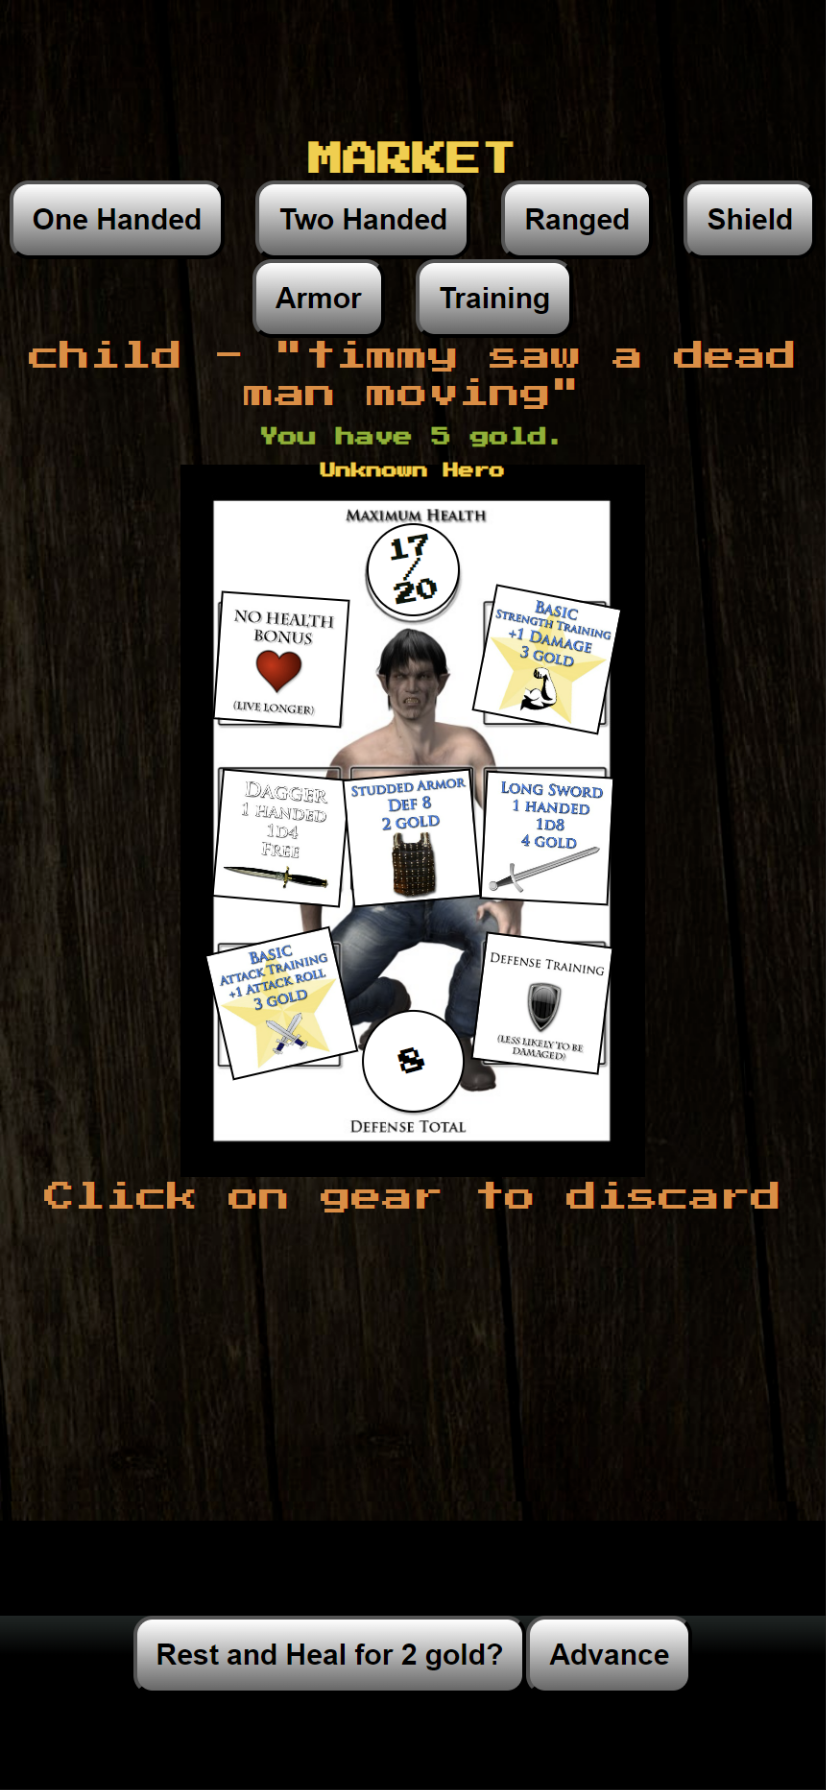 MARKET
One Handed
Two Handed
Ranged
Shield
Armor
Training
child - "timmy saw a dead
man moving"
You have 5 gold.
Unknown Hero
Maximum Health
17
/
20
No Health
Bonus
(Live Longer)
Basic
Strength Training
+1 Damage
3 Gold
Dagger
1 Handed
1d4
Free
Studded Armor
Def 8
2 Gold
Long Sword
1 Handed
1d8
4 Gold
Basic
Attack Training
+1 Attack Roll
3 Gold
Defense Training
(Less likely to be
damaged)
8
Defense Total
Click on gear to discard
Rest and Heal for 2 gold?
Advance